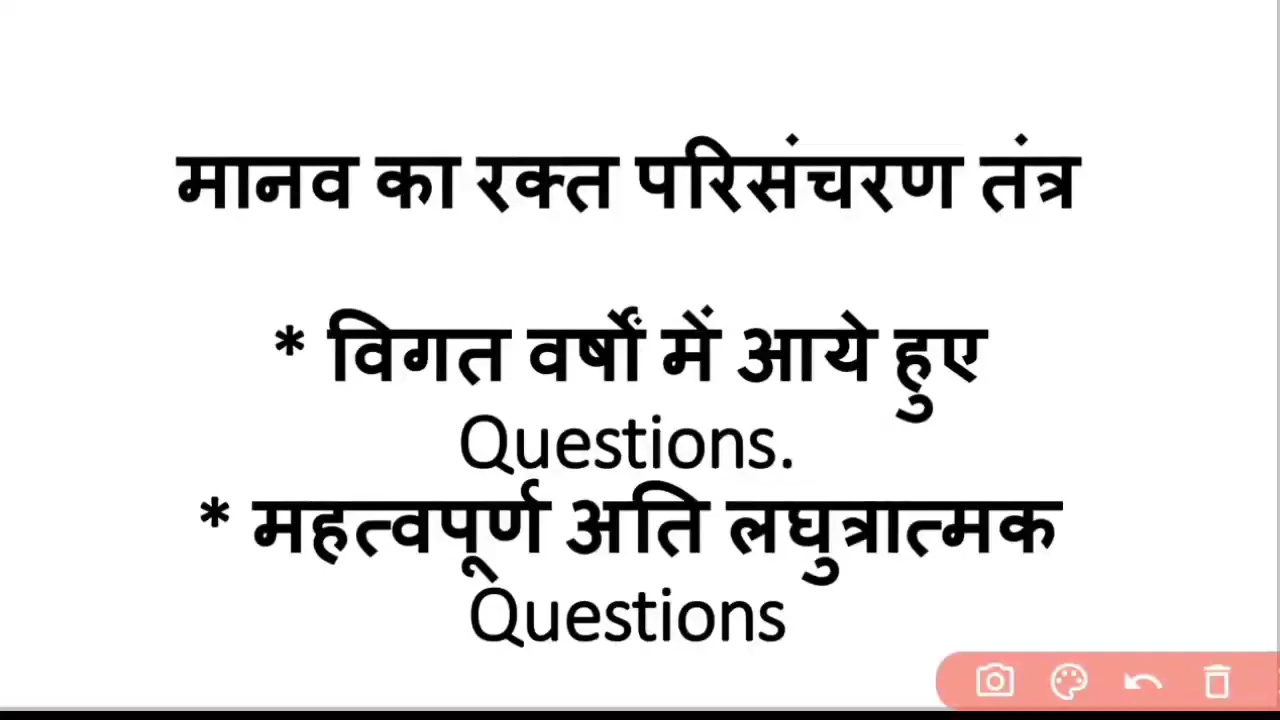 मानव का रक्त परिसंचरण तंत्र
* विगत वर्षों में आये हुए
Questions.
* महत्वपूर्ण अति लघुत्रात्मक
Questions